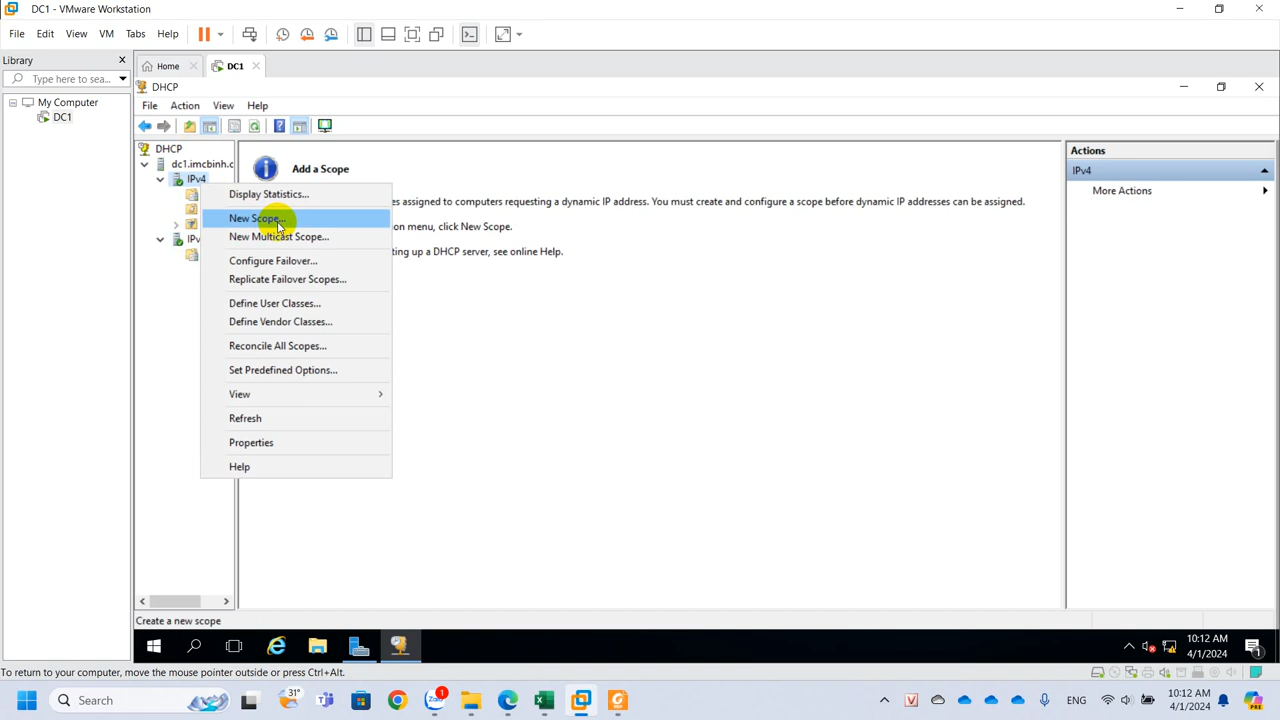 DC1 - VMware Workstation
File Edit View VM Tabs Help
Library
Type here to sea...
Home
DC1
My Computer
DC1
DHCP
File Action View Help
DHCP
dc1.imcbinh.c
IPv4
Add a Scope
Actions
IPv4
More Actions
Display Statistics...
es assigned to computers requesting a dynamic IP address. You must create and configure a scope before dynamic IP addresses can be assigned.
New Scope...
on menu, click New Scope.
New Multicast Scope...
IPv
ting up a DHCP server, see online Help.
Configure Failover...
Replicate Failover Scopes...
Define User Classes...
Define Vendor Classes...
Reconcile All Scopes...
Set Predefined Options...
View
Refresh
Properties
Help
Create a new scope
10:12 AM
4/1/2024
1
To return to your computer, move the mouse pointer outside or press Ctrl+Alt.
Search
31°
Zalo
1
ENG
10:12 AM
4/1/2024
PRE